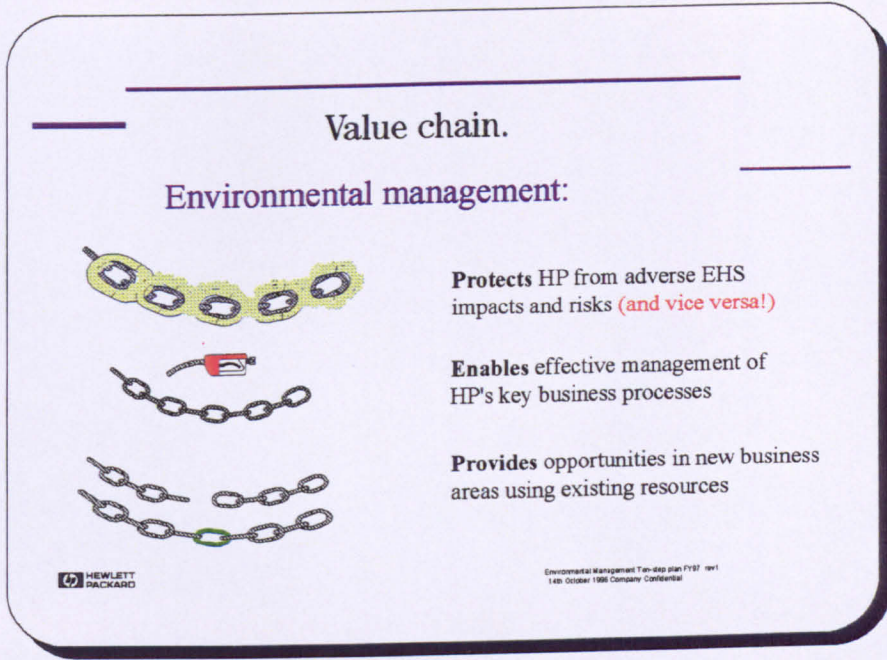 Value chain.
Environmental management:
Protects HP from adverse EHS
impacts and risks (and vice versa!)
Enables effective management of
HP's key business processes
Provides opportunities in new business
areas using existing resources
hp HEWLETT
PACKARD
Environmental Management Ten-step plan FY97 rev1
14th October 1996 Company Confidential